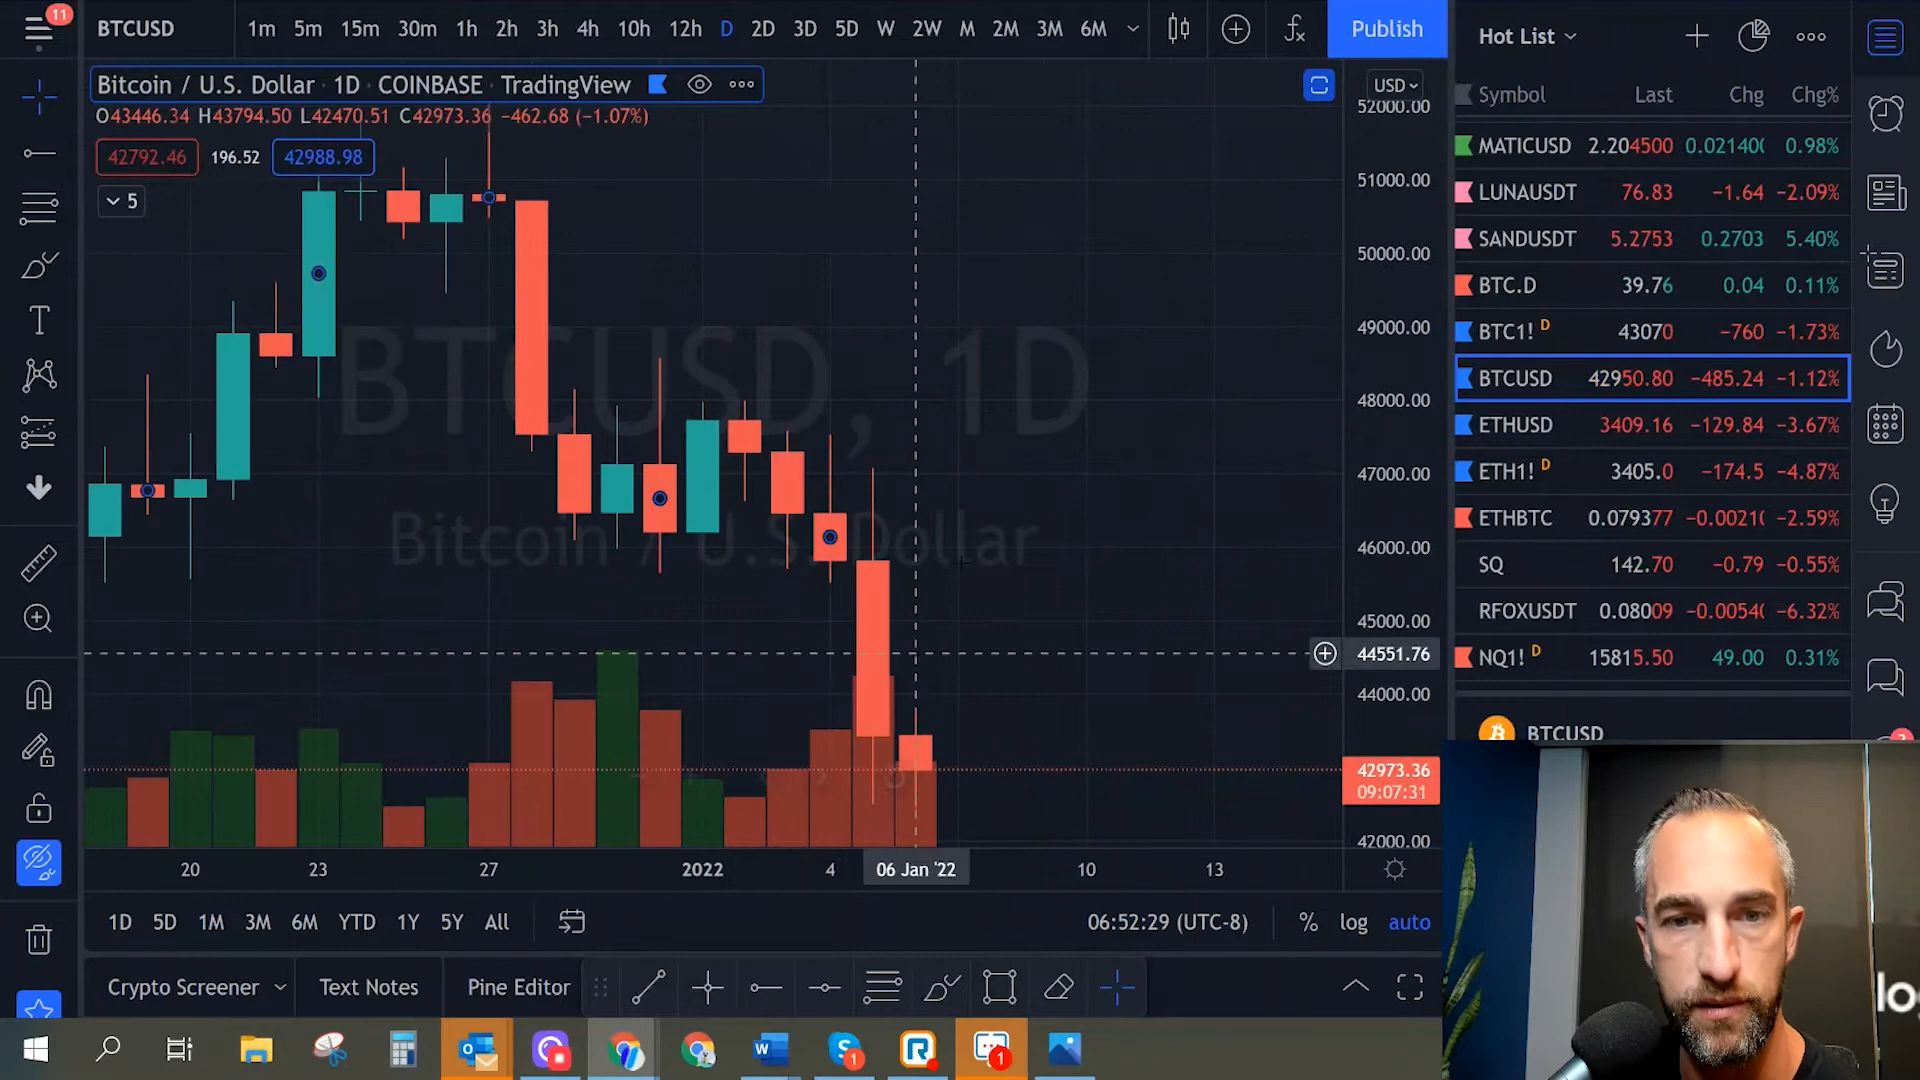 11
BTCUSD 1m 5m 15m 30m 1h 2h 3h 4h 10h 12h D 2D 3D 5D W 2W M 2M 3M 6M Publish
Hot List
Bitcoin / U.S. Dollar · 1D · COINBASE · TradingView
USD
O43446.34 H43794.50 L42470.51 C42973.36 −462.68 (−1.07%)
42792.46 196.52 42988.98
5
BTCUSD, 1D
Bitcoin / U.S. Dollar
52000.00
51000.00
50000.00
49000.00
48000.00
47000.00
46000.00
45000.00
44551.76
44000.00
42973.36
09:07:31
42000.00
20 23 27 2022 4 06 Jan '22 10 13
1D 5D 1M 3M 6M YTD 1Y 5Y All 06:52:29 (UTC-8) % log auto
Crypto Screener Text Notes Pine Editor
Symbol Last Chg Chg%
MATICUSD 2.204500 0.02140( 0.98%
LUNAUSDT 76.83 −1.64 −2.09%
SANDUSDT 5.2753 0.2703 5.40%
BTC.D 39.76 0.04 0.11%
BTC1! D 43070 −760 −1.73%
BTCUSD 42950.80 −485.24 −1.12%
ETHUSD 3409.16 −129.84 −3.67%
ETH1! D 3405.0 −174.5 −4.87%
ETHBTC 0.079377 −0.0021( −2.59%
SQ 142.70 −0.79 −0.55%
RFOXUSDT 0.08009 −0.0054( −6.32%
NQ1! D 15815.50 49.00 0.31%
BTCUSD
lo
1
1